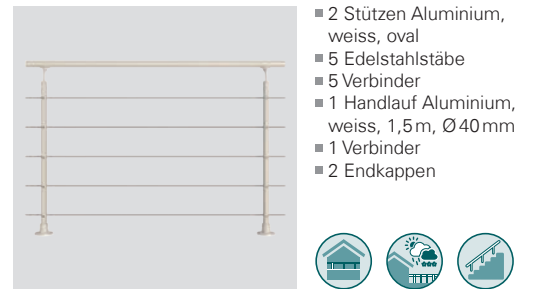 2 Stützen Aluminium,
weiss, oval
5 Edelstahlstäbe
5 Verbinder
1 Handlauf Aluminium,
weiss, 1,5 m, Ø 40 mm
1 Verbinder
2 Endkappen